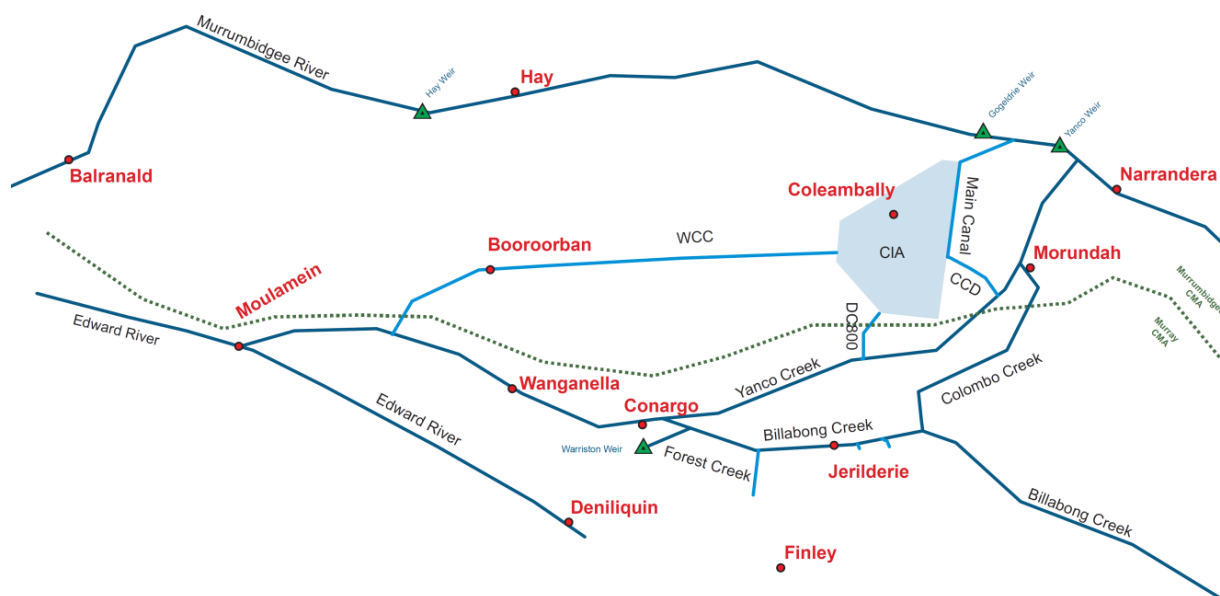 Murrumbidgee River
Hay Weir
Hay
Gogeldrie Weir
Yanco Weir
Balranald
Narrandera
Coleambally
Main Canal
WCC
CIA
Booroorban
Morundah
CCD
Moulamein
Murrumbidgee
CMA
Murray
CMA
Edward River
DC800
Wanganella
Yanco Creek
Colombo Creek
Edward River
Conargo
Billabong Creek
Warriston Weir
Forest Creek
Jerilderie
Deniliquin
Billabong Creek
Finley